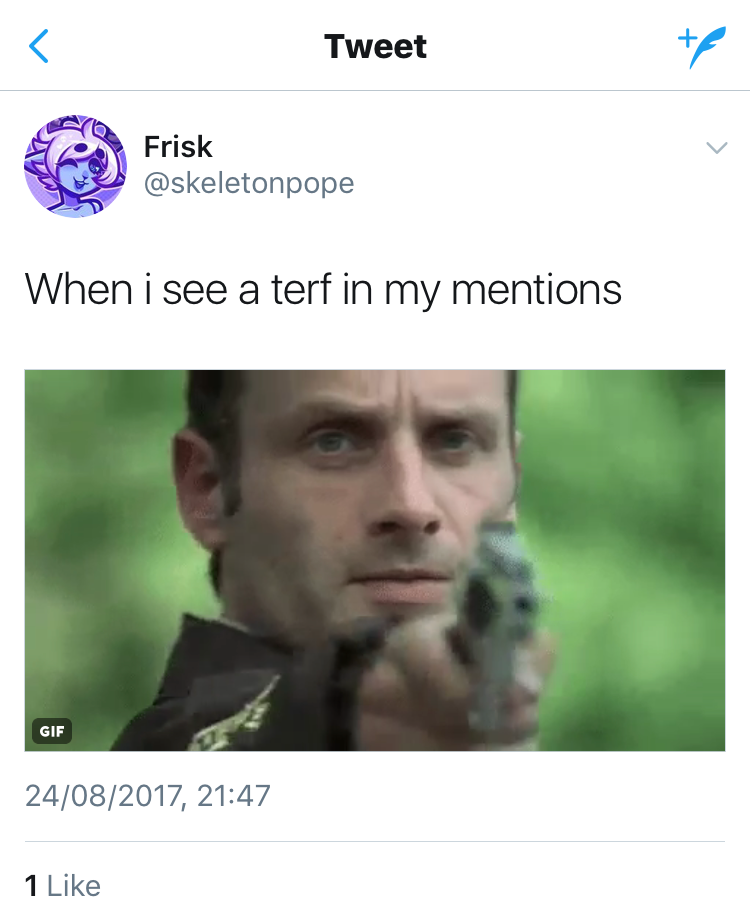 Tweet
Frisk
@skeletonpope
When i see a terf in my mentions
GIF
24/08/2017, 21:47
1 Like